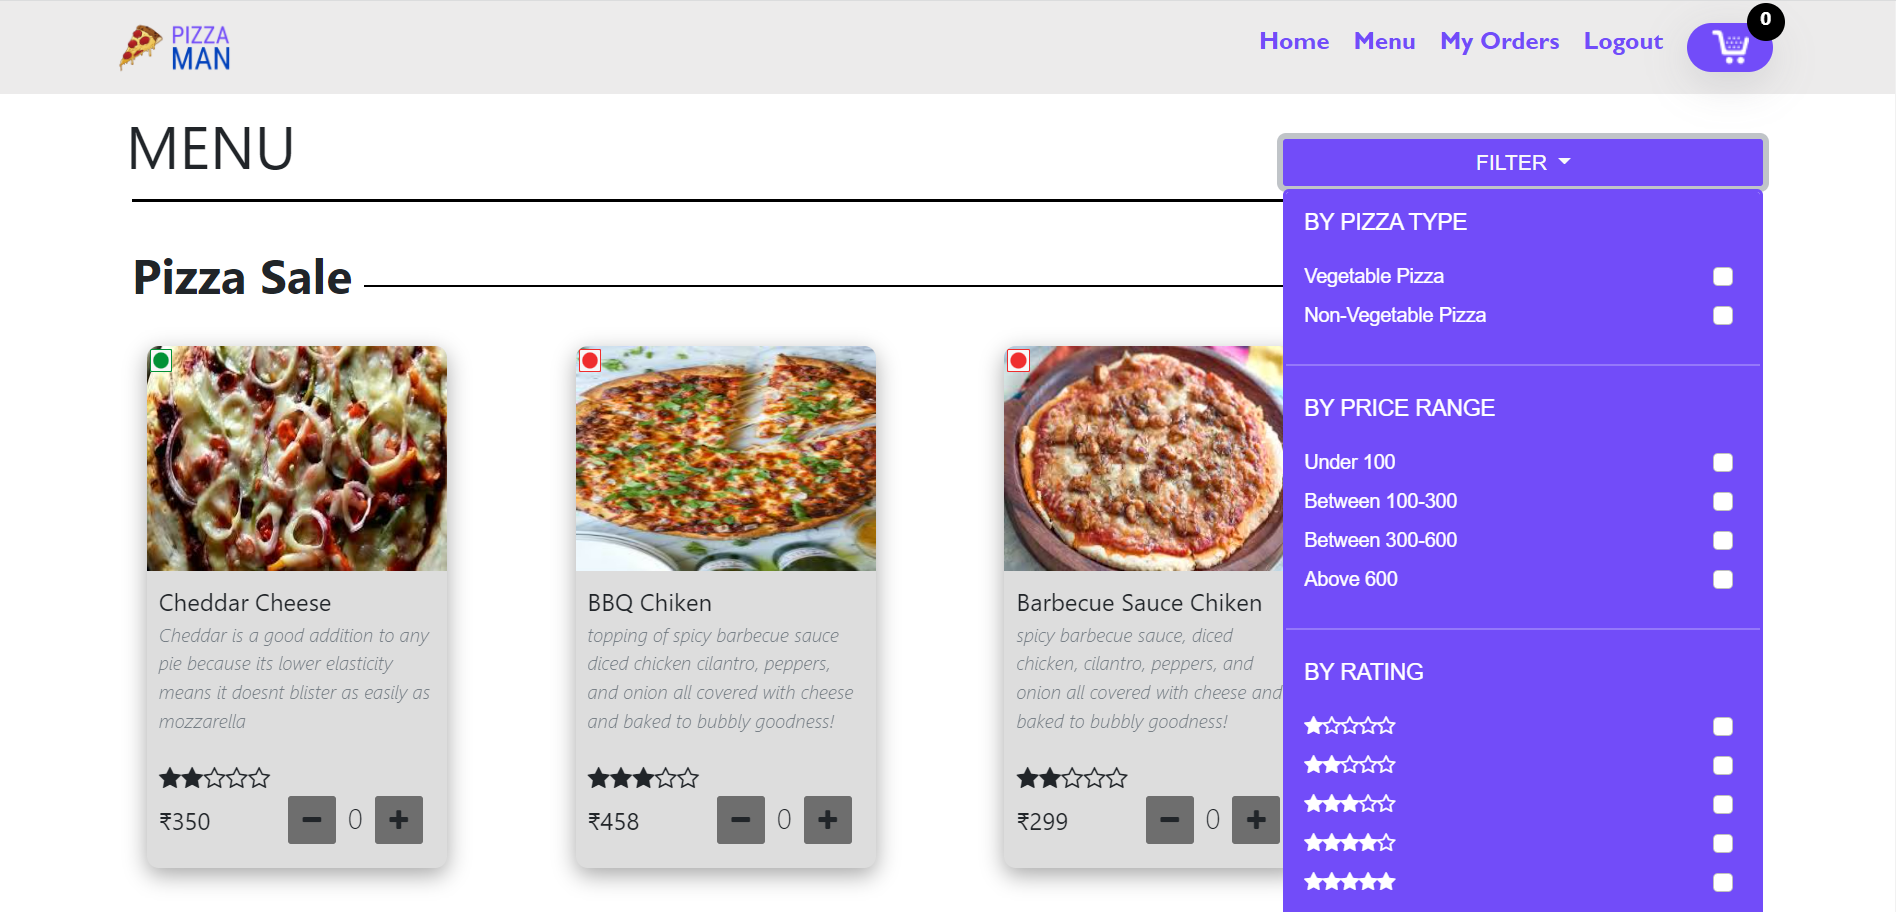 PIZZA
MAN
Home Menu My Orders Logout
0
MENU
FILTER
Pizza Sale
Cheddar Cheese
Cheddar is a good addition to any
pie because its lower elasticity
means it doesnt blister as easily as
mozzarella
₹350
0
BBQ Chiken
topping of spicy barbecue sauce
diced chicken cilantro, peppers,
and onion all covered with cheese
and baked to bubbly goodness!
₹458
0
Barbecue Sauce Chiken
spicy barbecue sauce, diced
chicken, cilantro, peppers, and
onion all covered with cheese and
baked to bubbly goodness!
₹299
0
BY PIZZA TYPE
Vegetable Pizza
Non-Vegetable Pizza
BY PRICE RANGE
Under 100
Between 100-300
Between 300-600
Above 600
BY RATING